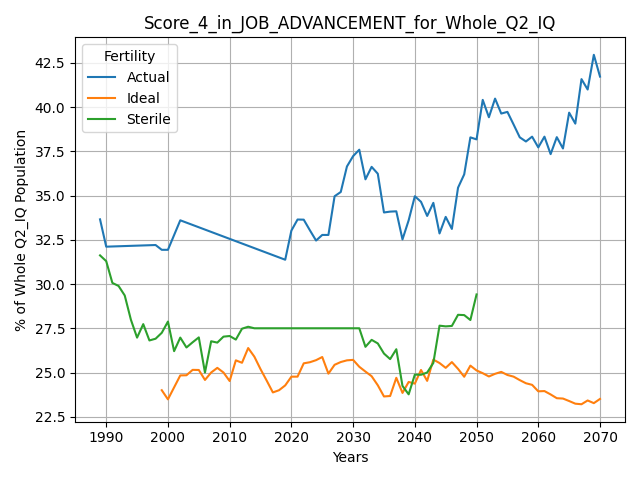 Score_4_in_JOB_ADVANCEMENT_for_Whole_Q2_IQ
Fertility
Actual
Ideal
Sterile
% of Whole Q2_IQ Population
42.5
40.0
37.5
35.0
32.5
30.0
27.5
25.0
22.5
1990 2000 2010 2020 2030 2040 2050 2060 2070
Years